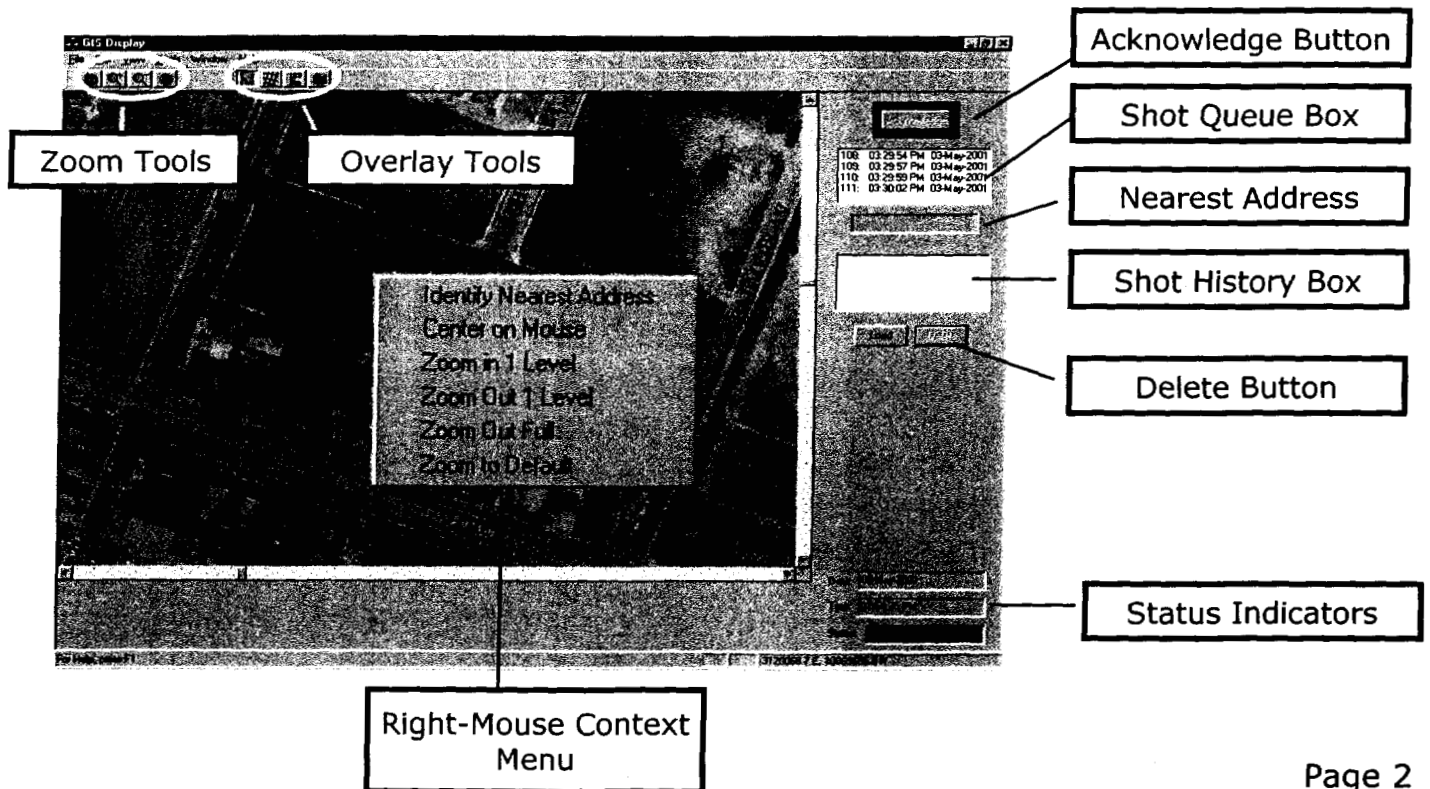 GIS Display
Acknowledge Button
Shot Queue Box
Zoom Tools
Overlay Tools
108: 03:29:54 PM 03-May-2001
109: 03:29:57 PM 03-May-2001
110: 03:29:59 PM 03-May-2001
111: 03:30:02 PM 03-May-2001
Nearest Address
Identify Nearest Address
Center on Mouse
Zoom in 1 Level
Zoom Out 1 Level
Zoom Out Full
Zoom to Default
Shot History Box
Delete Button
Status Indicators
Right-Mouse Context
Menu
Page 2